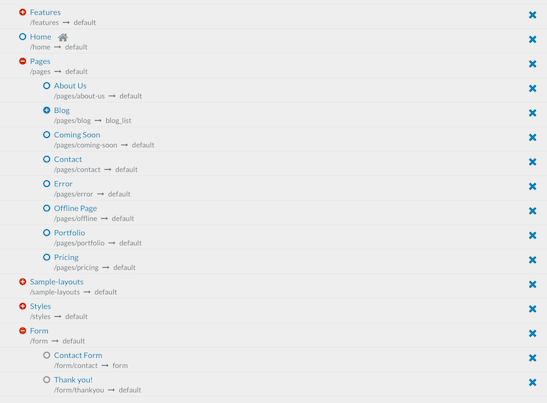 Features
/features → default
Home
/home → default
Pages
/pages → default
About Us
/pages/about-us → default
Blog
/pages/blog → blog_list
Coming Soon
/pages/coming-soon → default
Contact
/pages/contact → default
Error
/pages/error → default
Offline Page
/pages/offline → default
Portfolio
/pages/portfolio → default
Pricing
/pages/pricing → default
Sample-layouts
/sample-layouts → default
Styles
/styles → default
Form
/form → default
Contact Form
/form/contact → form
Thank you!
/form/thankyou → default